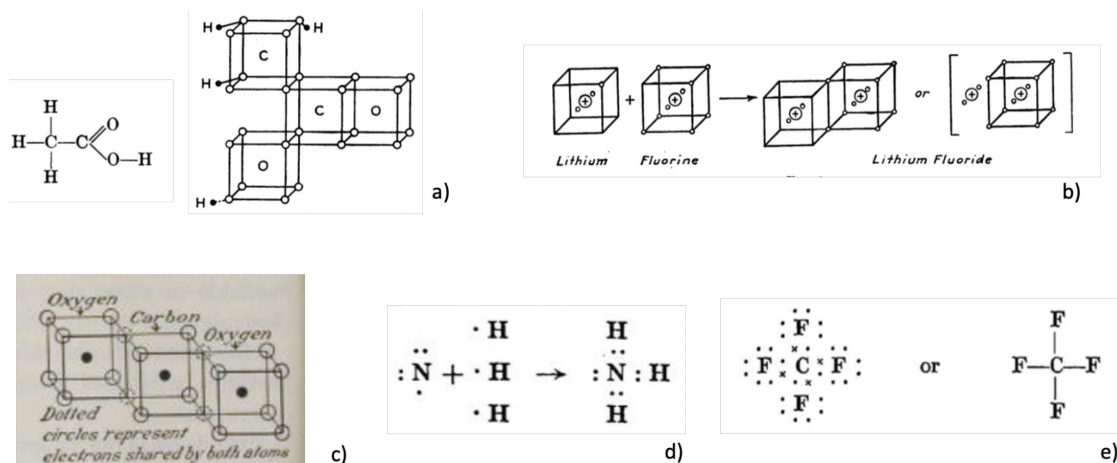 H
O
H—C—C
O—H
H
H H
C
H
C O
O
H
a)
+ + + → + + or + +
Lithium Fluorine Lithium Fluoride
b)
Oxygen
Carbon
Oxygen
Dotted
circles represent
electrons shared by both atoms
c)
· H H
: N + · H → : N : H
· H H
d)
: F :
: F × C × F :
: F :
or
F
F—C—F
F
e)